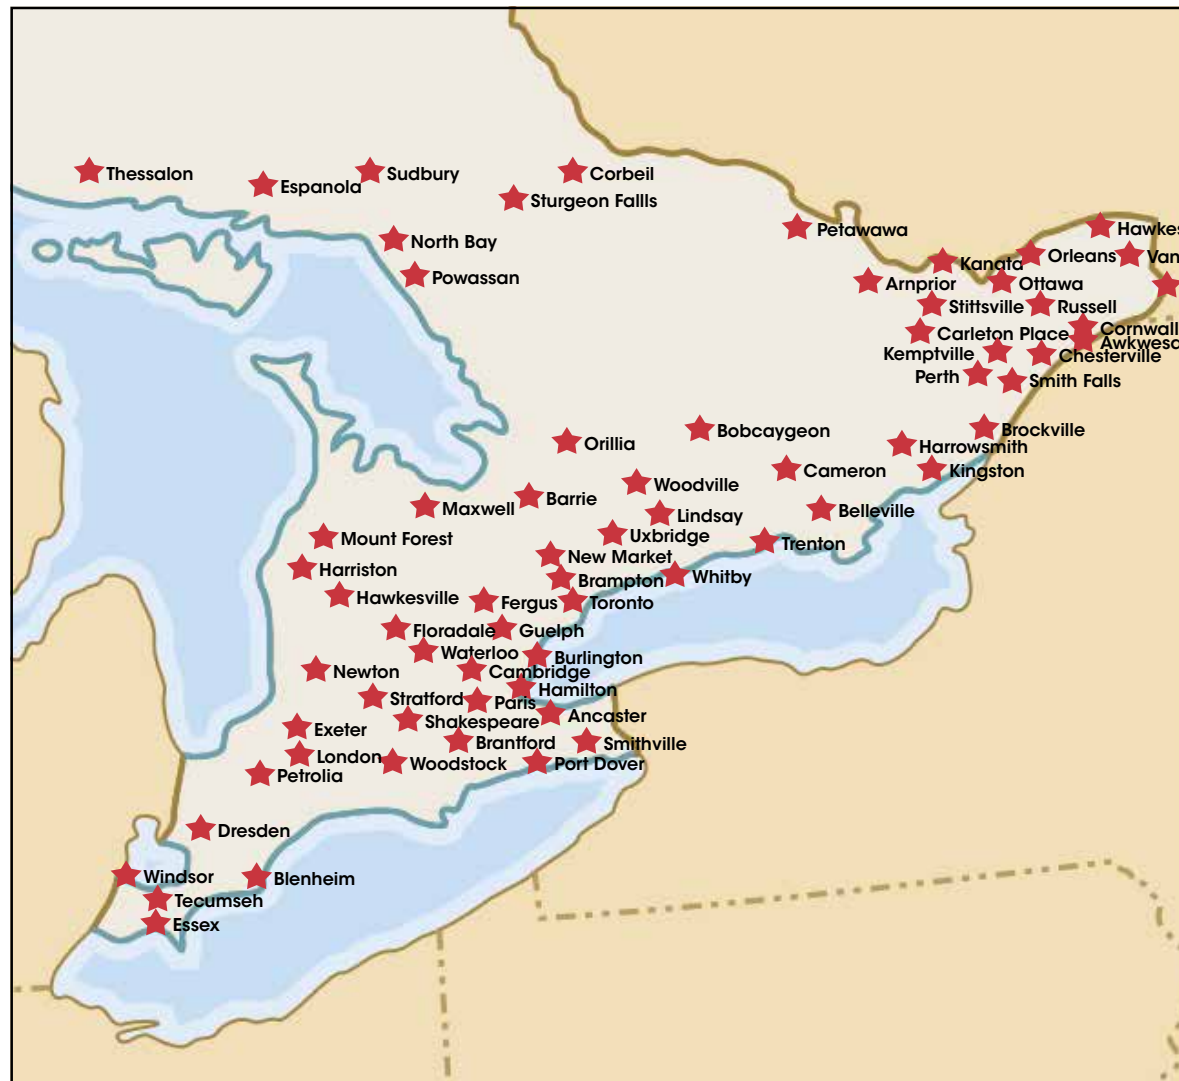 Thessalon
Espanola
Sudbury
Corbeil
Sturgeon Fallls
North Bay
Powassan
Petawawa
Kanata
Orleans
Arnprior
Ottawa
Stittsville
Russell
Carleton Place
Cornwall
Kemptville
Chesterville
Perth
Smith Falls
Brockville
Harrowsmith
Kingston
Bobcaygeon
Orillia
Cameron
Woodville
Barrie
Maxwell
Lindsay
Belleville
Uxbridge
Trenton
Mount Forest
New Market
Harriston
Brampton
Whitby
Hawkesville
Fergus
Toronto
Floradale
Guelph
Waterloo
Burlington
Newton
Cambridge
Hamilton
Stratford
Paris
Shakespeare
Ancaster
Exeter
Brantford
Smithville
London
Woodstock
Port Dover
Petrolia
Dresden
Windsor
Blenheim
Tecumseh
Essex
Hawkes
Van
Awkwesa